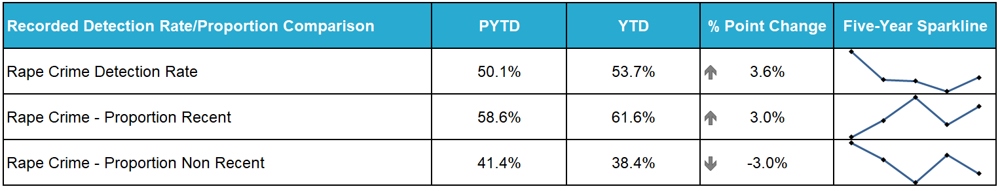 Recorded Detection Rate/Proportion Comparison PYTD YTD % Point Change Five-Year Sparkline
Rape Crime Detection Rate 50.1% 53.7% 3.6%
Rape Crime - Proportion Recent 58.6% 61.6% 3.0%
Rape Crime - Proportion Non Recent 41.4% 38.4% -3.0%